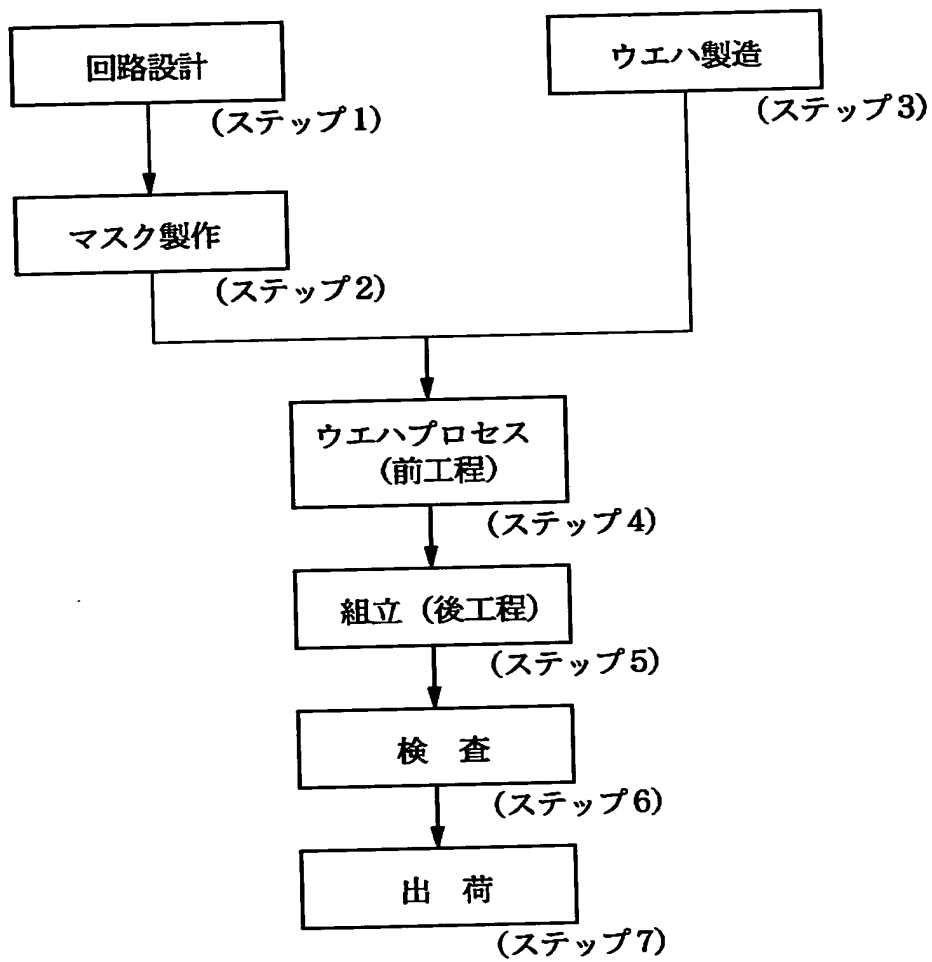 回路設計
(ステップ1)
ウエハ製造
(ステップ3)
マスク製作
(ステップ2)
ウエハプロセス
(前工程)
(ステップ4)
組立(後工程)
(ステップ5)
検 査
(ステップ6)
出 荷
(ステップ7)